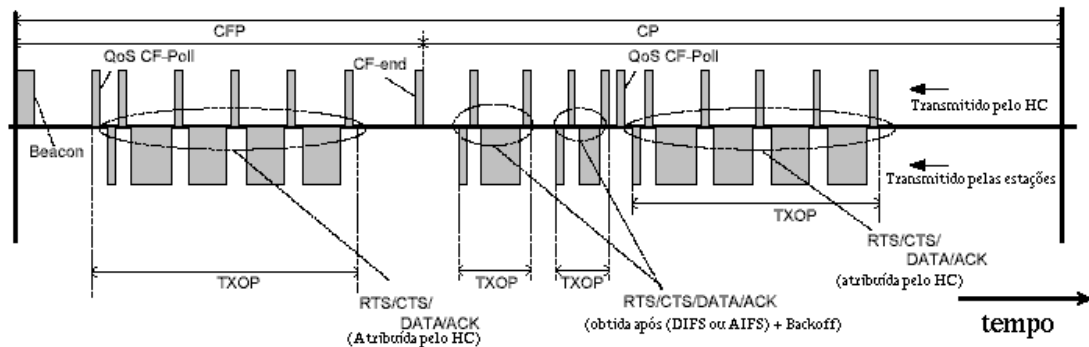 CFP
CP
QoS CF-Poll
CF-end
QoS CF-Poll
Transmitido pelo HC
Beacon
Transmitido pelas estações
TXOP
RTS/CTS/
DATA/ACK
(atribuída pelo HC)
TXOP
TXOP
TXOP
RTS/CTS/
DATA/ACK
(Atribuída pelo HC)
RTS/CTS/DATA/ACK
(obtida após (DIFS ou AIFS) + Backoff)
tempo